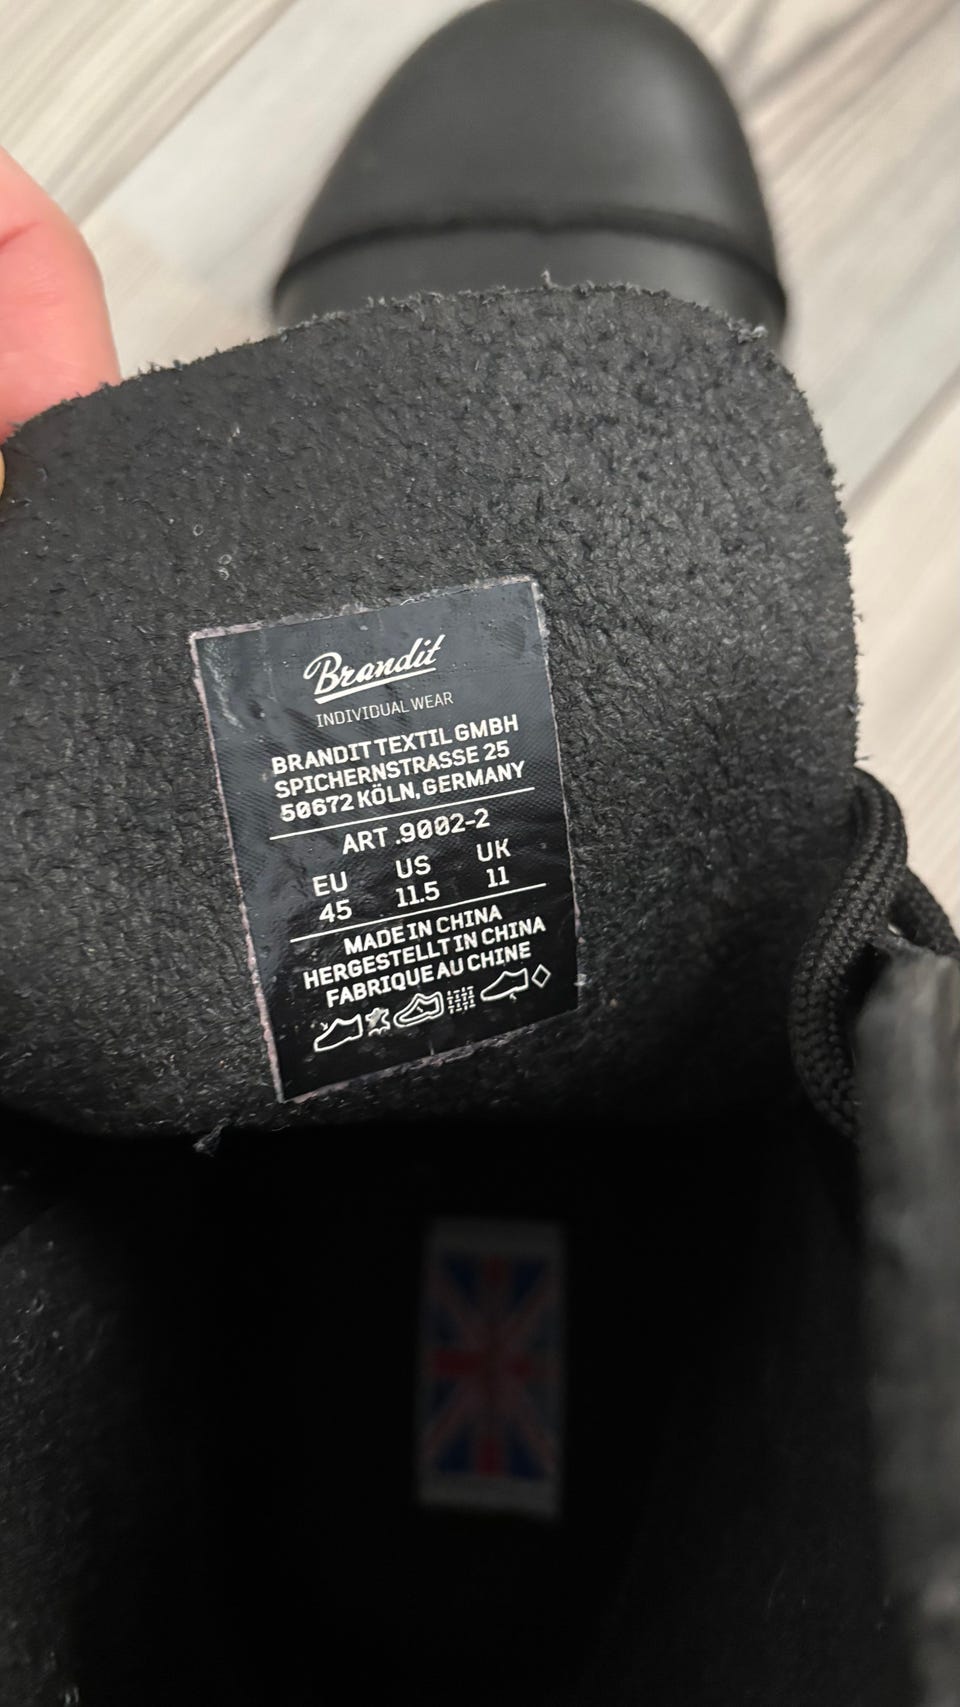 Brandit
INDIVIDUAL WEAR
BRANDIT TEXTIL GMBH
SPICHERNSTRASSE 25
50672 KÖLN, GERMANY
ART .9002-2
EU US UK
45 11.5 11
MADE IN CHINA
HERGESTELLT IN CHINA
FABRIQUE AU CHINE